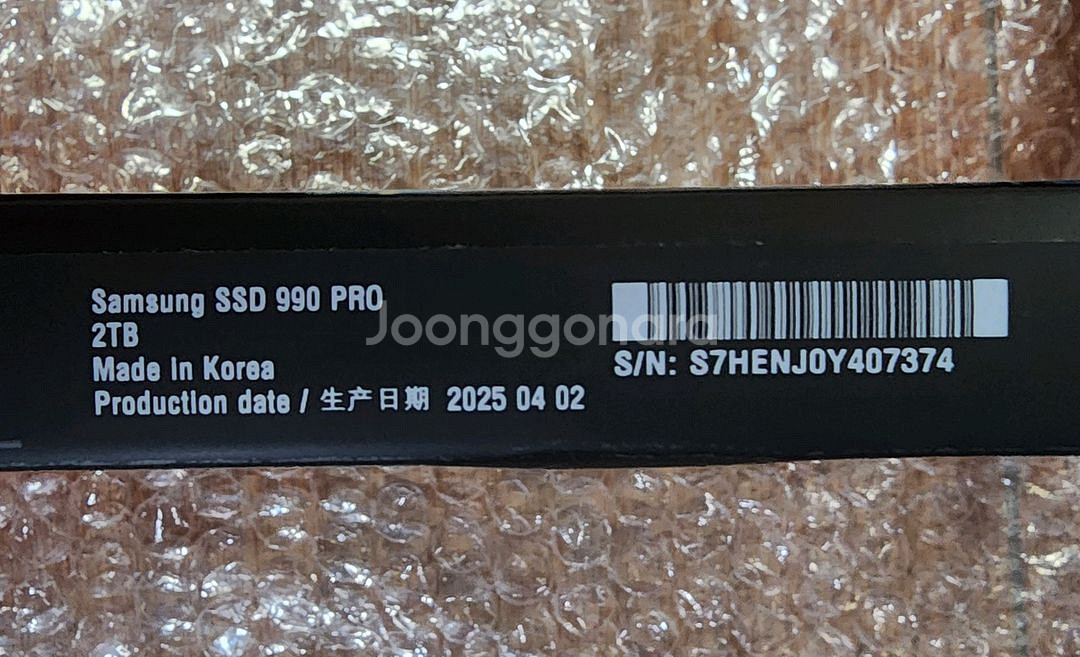 Samsung SSD 990 PRO
2TB
Made in Korea
Production date / 生产日期 2025 04 02
S/N: S7HENJ0Y407374
Joonggonara